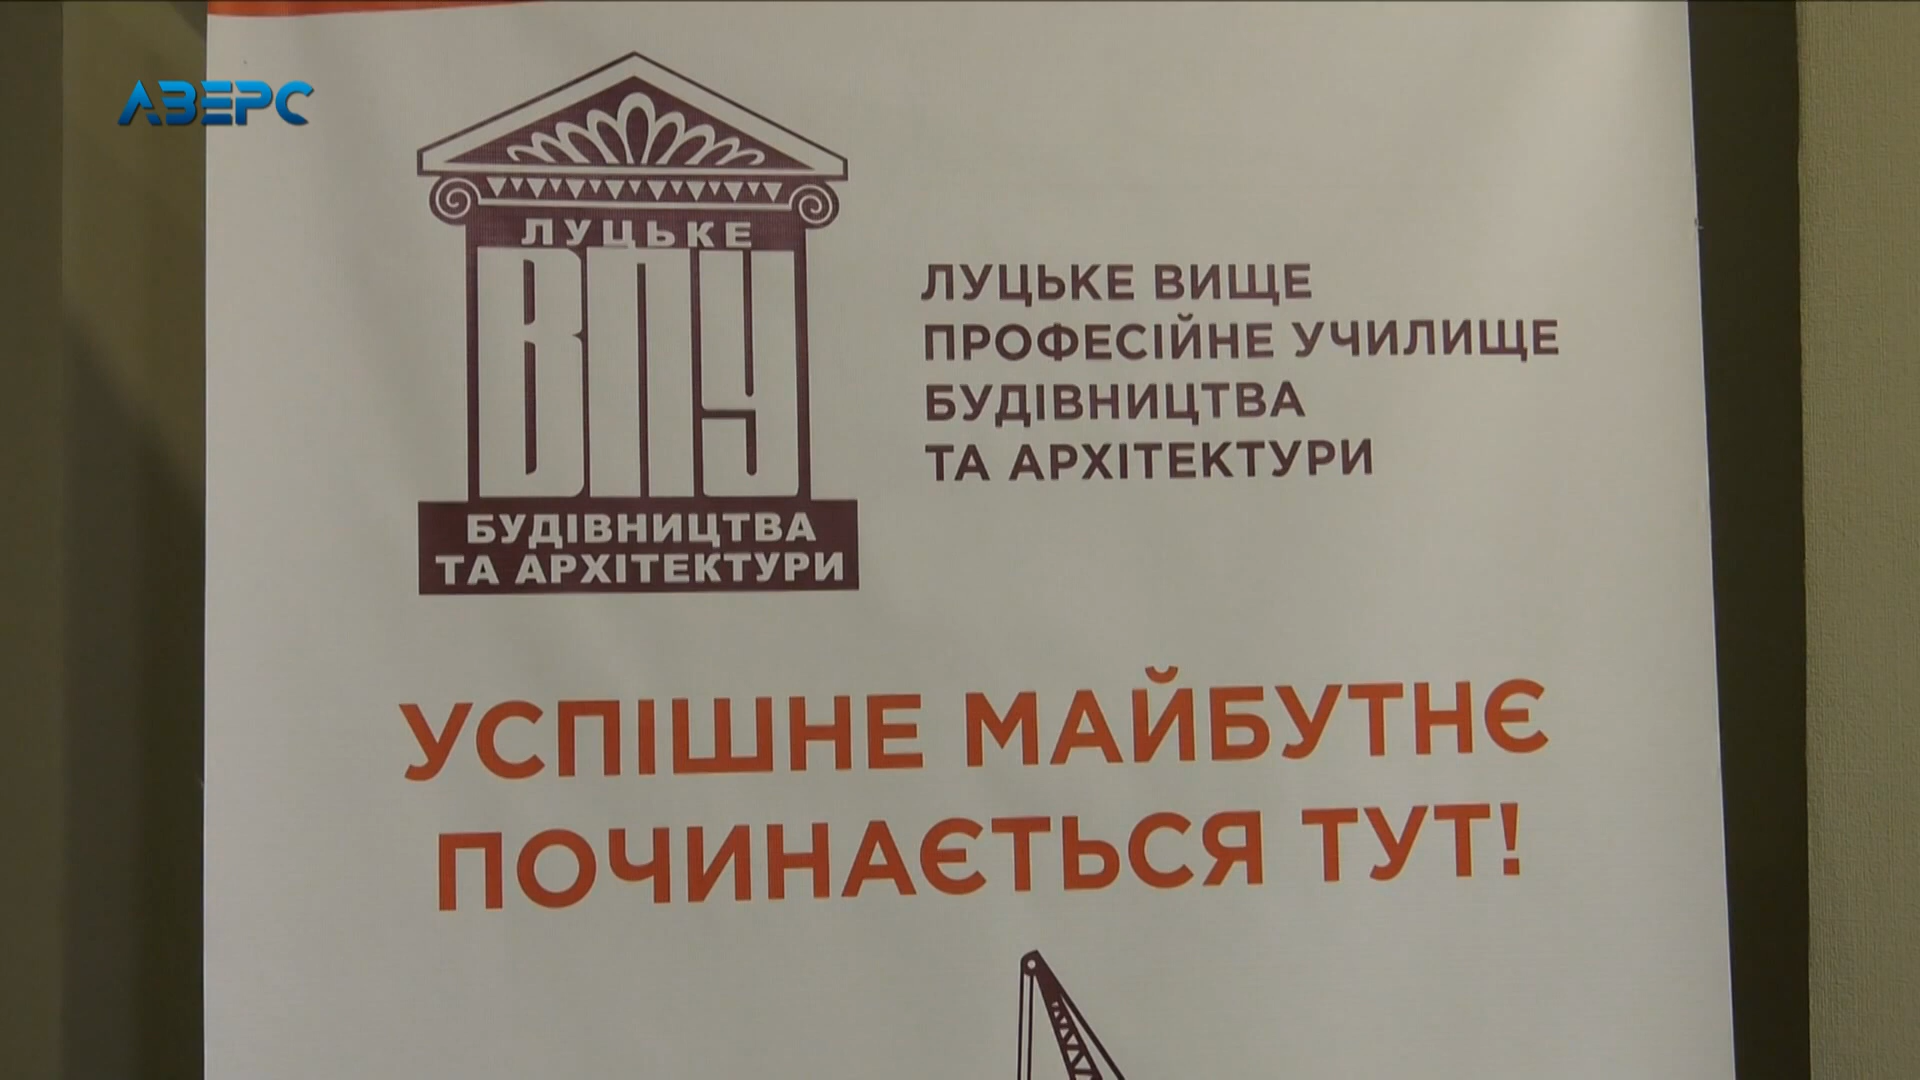 АВЕРС
ЛУЦЬКЕ
ВПУ
БУДІВНИЦТВА
ТА АРХІТЕКТУРИ
ЛУЦЬКЕ ВИЩЕ
ПРОФЕСІЙНЕ УЧИЛИЩЕ
БУДІВНИЦТВА
ТА АРХІТЕКТУРИ
УСПІШНЕ МАЙБУТНЄ
ПОЧИНАЄТЬСЯ ТУТ!